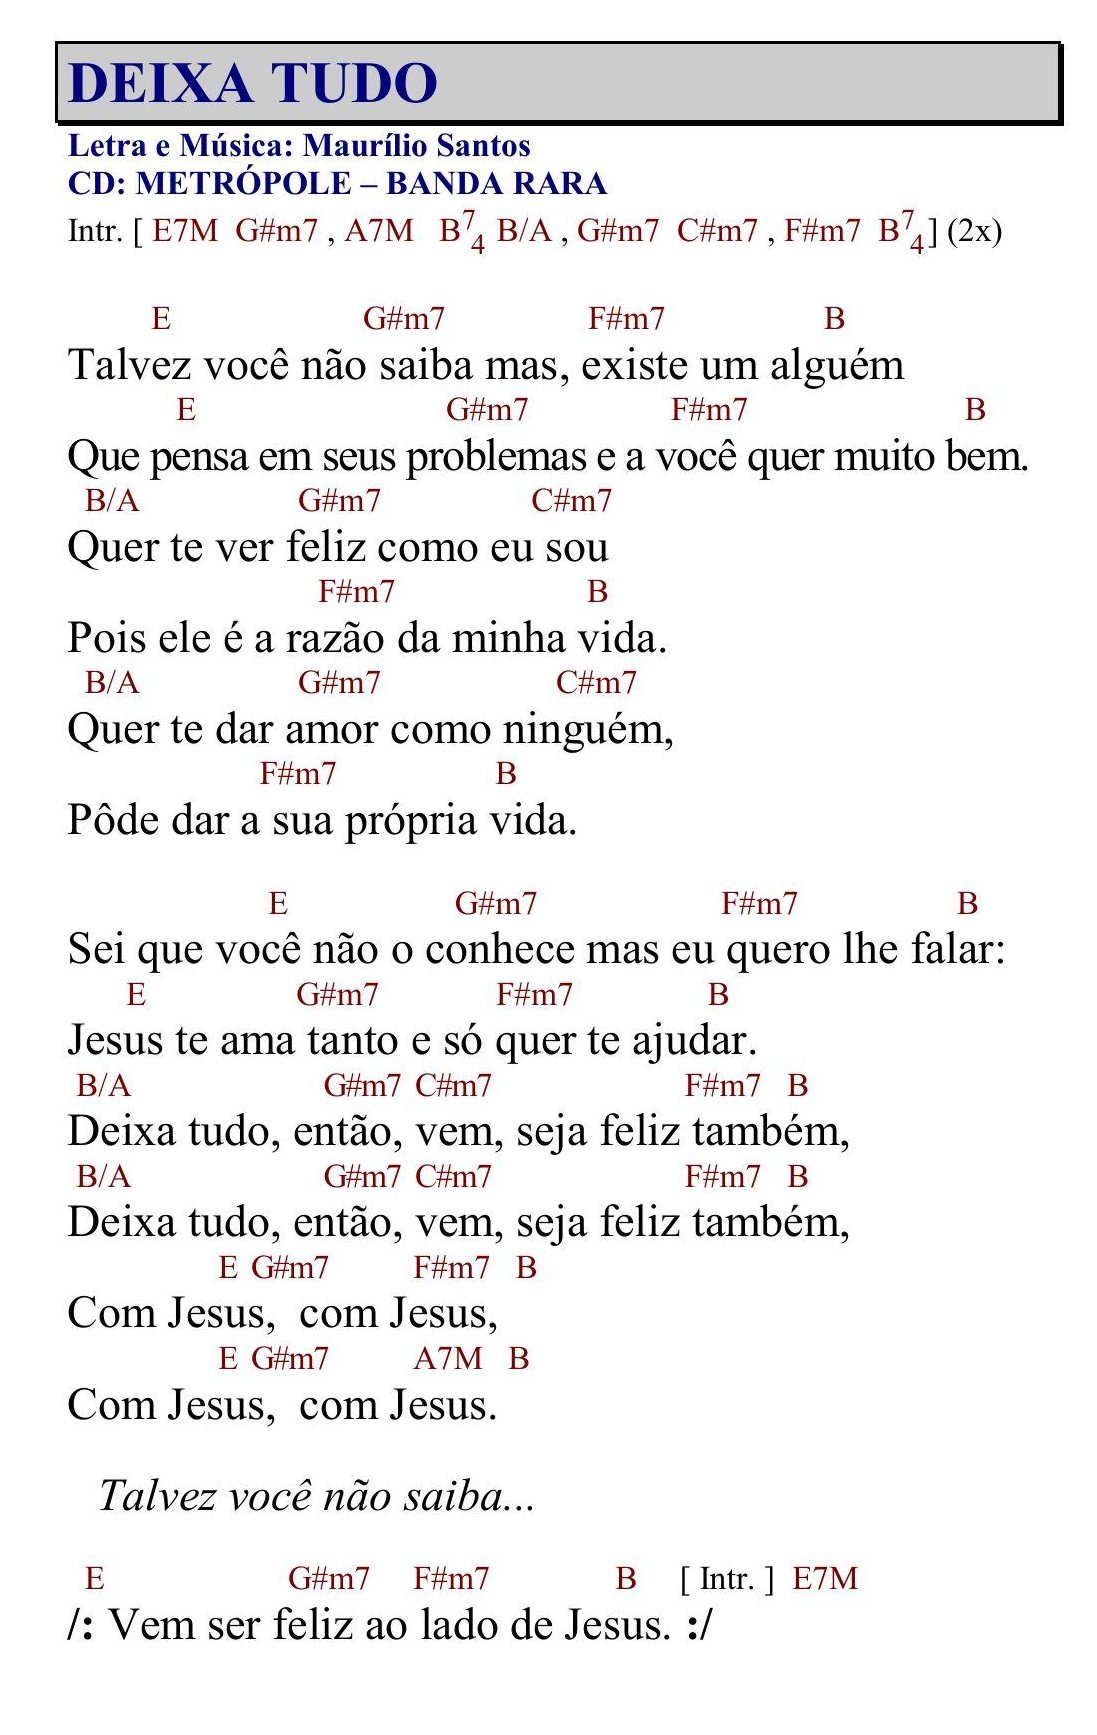 DEIXA TUDO
Letra e Música: Maurílio Santos
CD: METRÓPOLE – BANDA RARA
Intr. [ E7M G#m7 , A7M B7/4 B/A , G#m7 C#m7 , F#m7 B7/4 ] (2x)
E G#m7 F#m7 B
Talvez você não saiba mas, existe um alguém
E G#m7 F#m7 B
Que pensa em seus problemas e a você quer muito bem.
B/A G#m7 C#m7
Quer te ver feliz como eu sou
F#m7 B
Pois ele é a razão da minha vida.
B/A G#m7 C#m7
Quer te dar amor como ninguém,
F#m7 B
Pôde dar a sua própria vida.
E G#m7 F#m7 B
Sei que você não o conhece mas eu quero lhe falar:
E G#m7 F#m7 B
Jesus te ama tanto e só quer te ajudar.
B/A G#m7 C#m7 F#m7 B
Deixa tudo, então, vem, seja feliz também,
B/A G#m7 C#m7 F#m7 B
Deixa tudo, então, vem, seja feliz também,
E G#m7 F#m7 B
Com Jesus, com Jesus,
E G#m7 A7M B
Com Jesus, com Jesus.
Talvez você não saiba...
E G#m7 F#m7 B [ Intr. ] E7M
/: Vem ser feliz ao lado de Jesus. :/